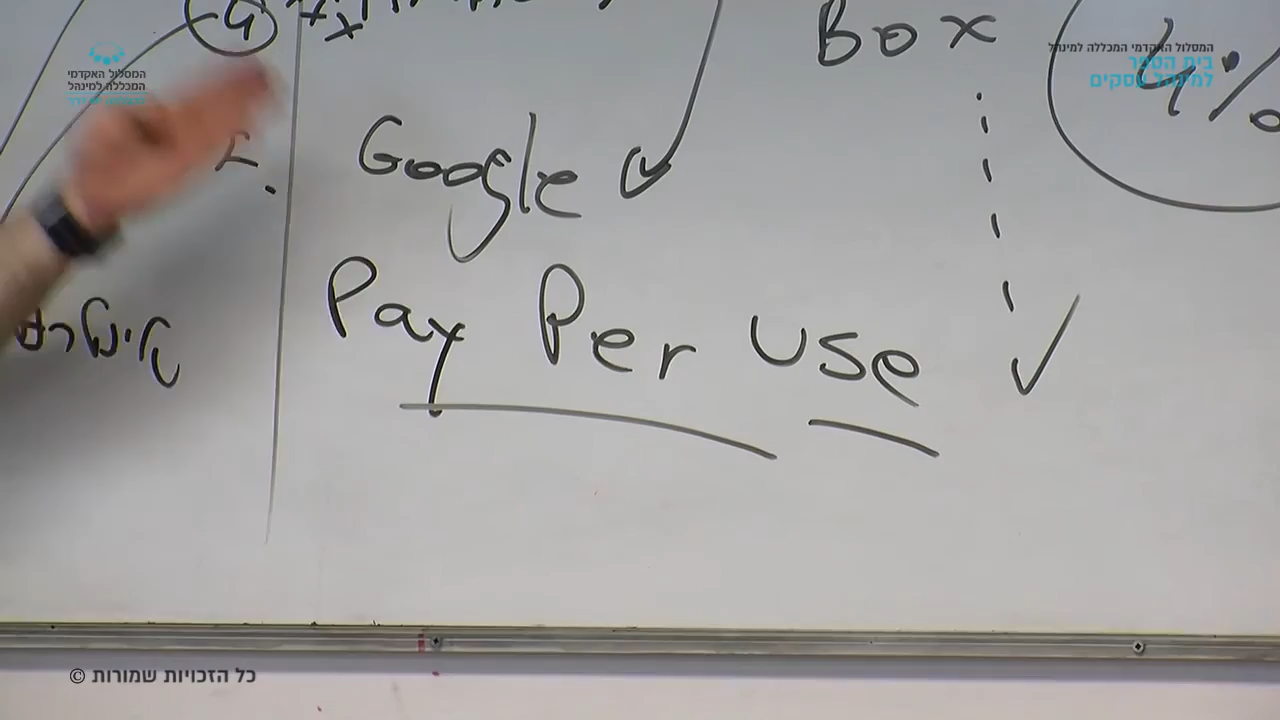 Box
4%
Google
Pay Per Use
המסלול האקדמי המכללה למינהל
בית הספר
למינהל עסקים
המסלול האקדמי
המכללה למינהל
כל הזכויות שמורות ©